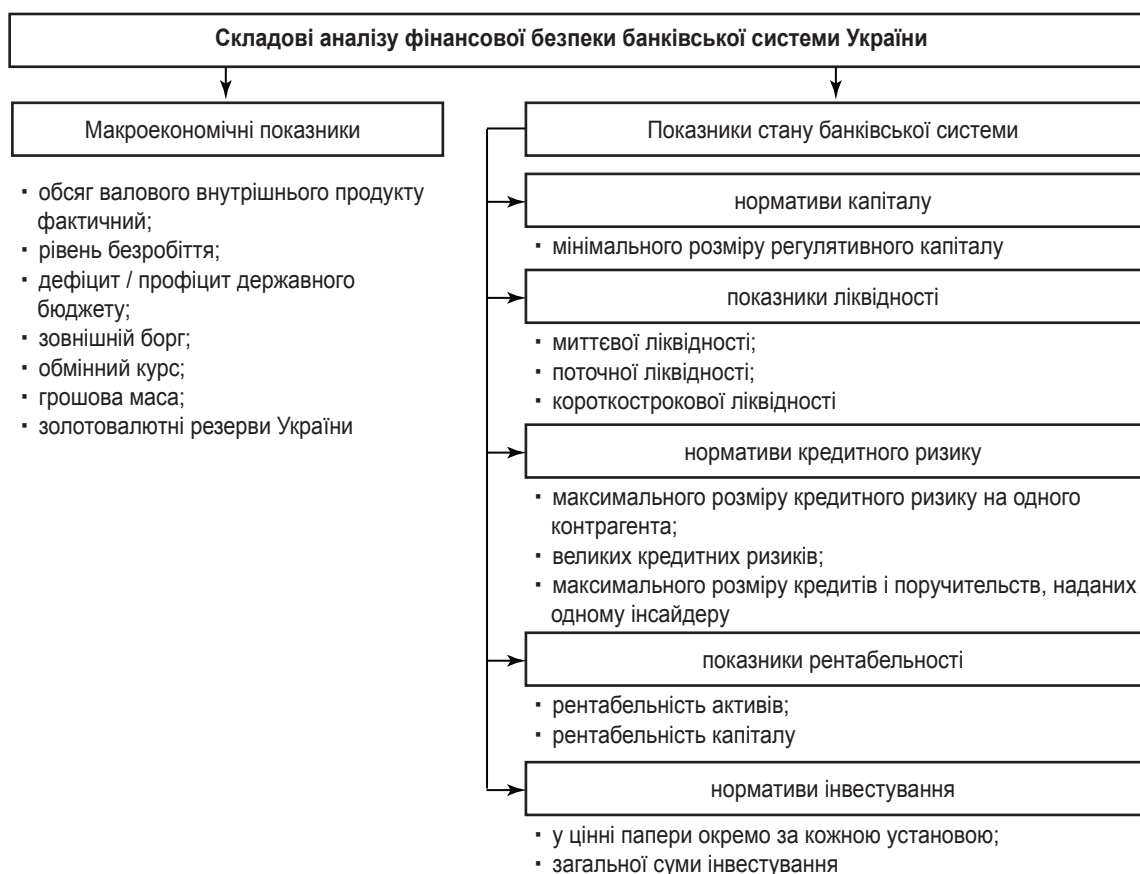 Складові аналізу фінансової безпеки банківської системи України
Макроекономічні показники
▪ обсяг валового внутрішнього продукту
фактичний;
▪ рівень безробіття;
▪ дефіцит / профіцит державного
бюджету;
▪ зовнішній борг;
▪ обмінний курс;
▪ грошова маса;
▪ золотовалютні резерви України
Показники стану банківської системи
нормативи капіталу
▪ мінімального розміру регулятивного капіталу
показники ліквідності
▪ миттєвої ліквідності;
▪ поточної ліквідності;
▪ короткострокової ліквідності
нормативи кредитного ризику
▪ максимального розміру кредитного ризику на одного
контрагента;
▪ великих кредитних ризиків;
▪ максимального розміру кредитів і поручительств, наданих
одному інсайдеру
показники рентабельності
▪ рентабельність активів;
▪ рентабельність капіталу
нормативи інвестування
▪ у цінні папери окремо за кожною установою;
▪ загальної суми інвестування